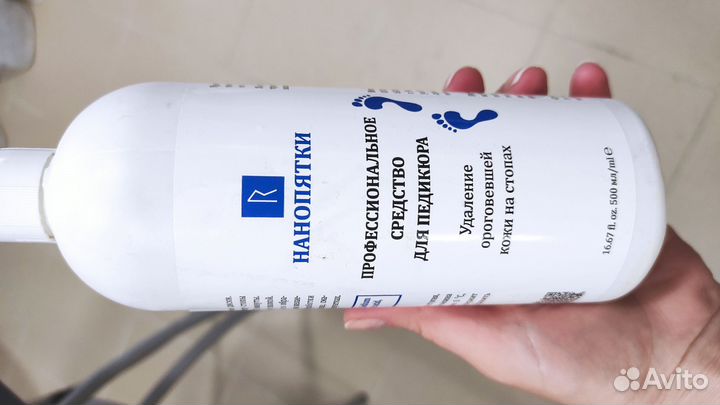 R
НАНОПЯТКИ
ПРОФЕССИОНАЛЬНОЕ
СРЕДСТВО
ДЛЯ ПЕДИКЮРА
Удаление
ороговевшей
кожи на стопах
16.67 fl. oz. 500 мл/ml ℮
Avito